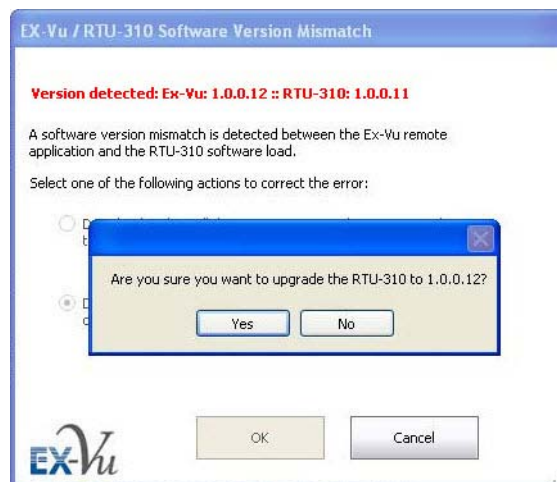 EX-Vu / RTU-310 Software Version Mismatch
Version detected: Ex-Vu: 1.0.0.12 :: RTU-310: 1.0.0.11
A software version mismatch is detected between the Ex-Vu remote
application and the RTU-310 software load.
Select one of the following actions to correct the error:
Are you sure you want to upgrade the RTU-310 to 1.0.0.12?
Yes
No
OK
Cancel
EX-Vu